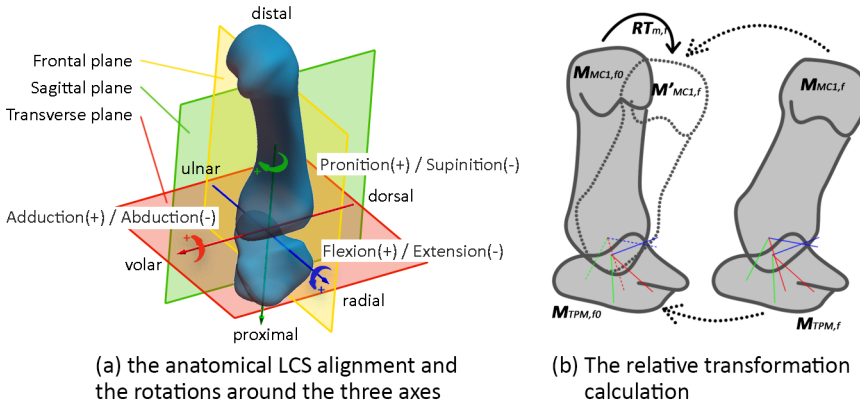 distal
Frontal plane
Sagittal plane
Transverse plane
ulnar
Pronition(+) / Supinition(-)
dorsal
Adduction(+) / Abduction(-)
Flexion(+) / Extension(-)
volar
radial
proximal
+
+
+
(a) the anatomical LCS alignment and
the rotations around the three axes
RTm,f
MMC1,f0
M'MC1,f
MMC1,f
MTPM,f0
MTPM,f
(b) The relative transformation
calculation